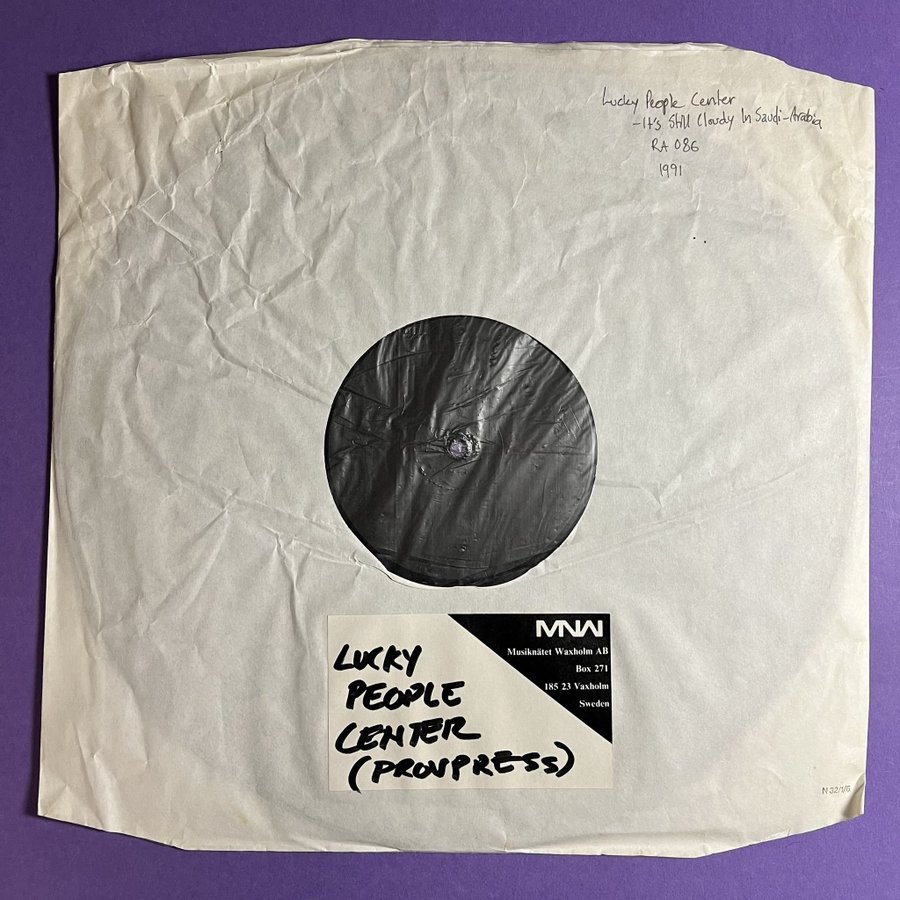 Lucky People Center
- It's Still Cloudy In Saudi-Arabia
RA 086
1991
MNW
Musiknätet Waxholm AB
Box 271
185 23 Vaxholm
Sweden
LUCKY
PEOPLE
CENTER
(PROVPRESS)
N 32/1/6